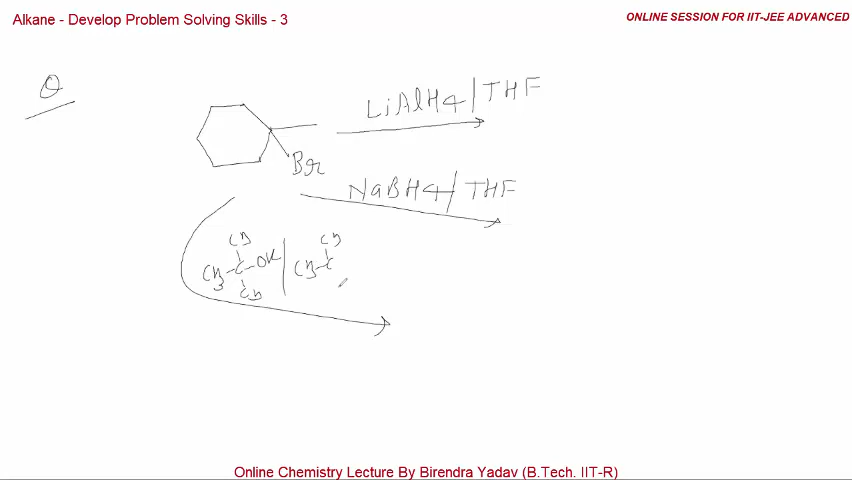 Alkane - Develop Problem Solving Skills - 3
ONLINE SESSION FOR IIT-JEE ADVANCED
Q
LiAlH4/THF
Br
NaBH4/THF
CH3 CH3
CH3-C-OK | CH3-C
CH3
Online Chemistry Lecture By Birendra Yadav (B.Tech. IIT-R)